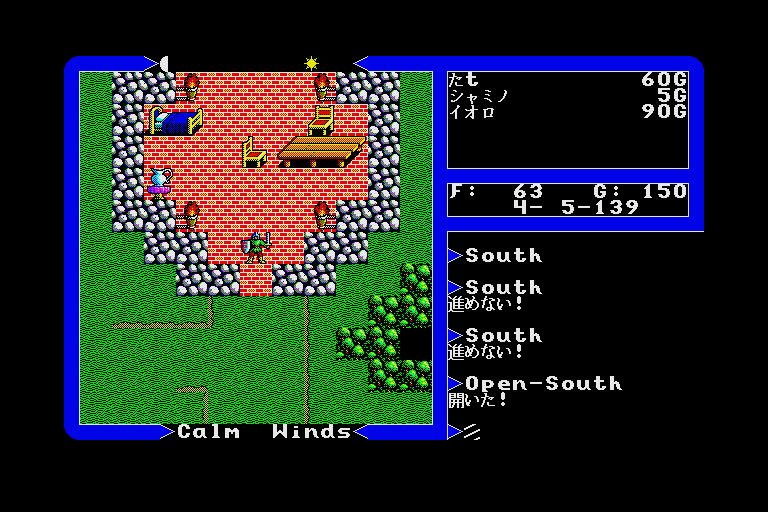 たt 60G
シャミノ 5G
イオロ 90G
F: 63 G: 150
4- 5-139
South
South
進めない!
South
進めない!
Open-South
開いた!
Calm Winds